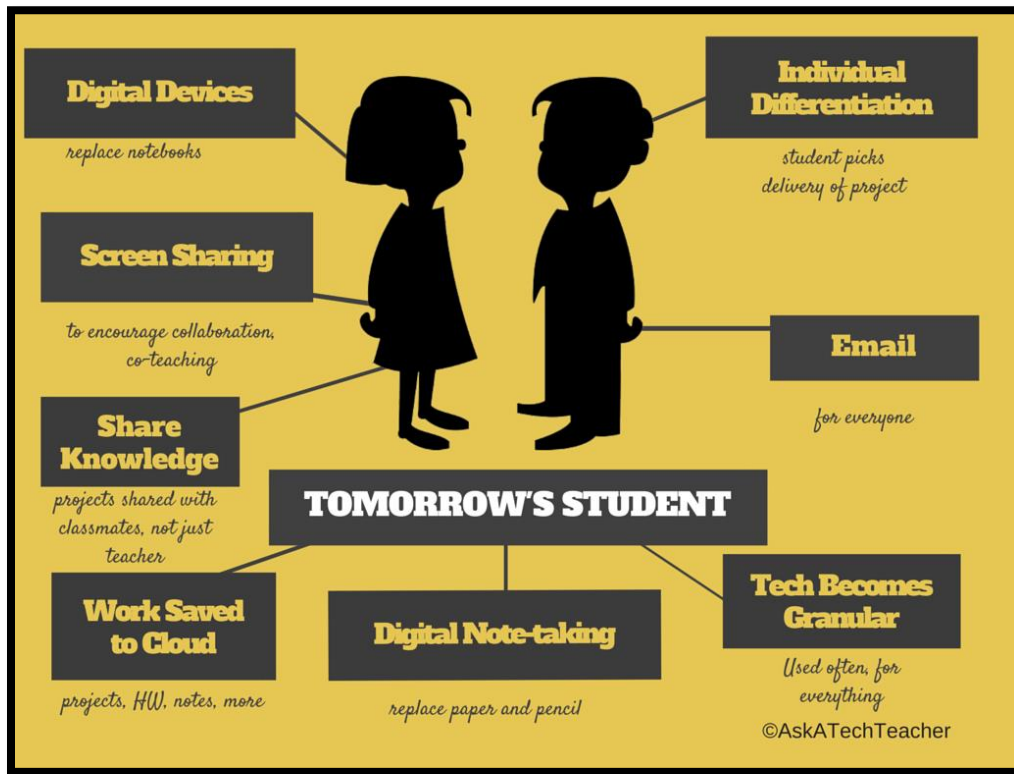 Digital Devices
replace notebooks
Individual
Differentiation
student picks
delivery of project
Screen Sharing
to encourage collaboration,
co-teaching
Email
for everyone
Share
Knowledge
projects shared with
classmates, not just
teacher
TOMORROW'S STUDENT
Work Saved
to Cloud
projects, HW, notes, more
Digital Note-taking
replace paper and pencil
Tech Becomes
Granular
Used often, for
everything
©AskATechTeacher